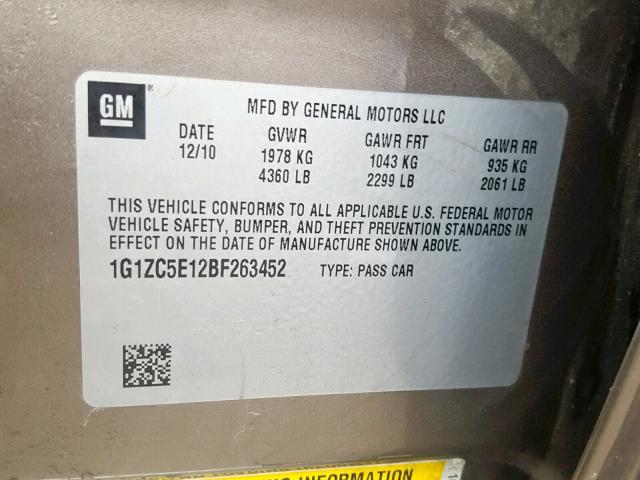 GM ®
MFD BY GENERAL MOTORS LLC
DATE GVWR GAWR FRT GAWR RR
12/10 1978 KG 1043 KG 935 KG
4360 LB 2299 LB 2061 LB
THIS VEHICLE CONFORMS TO ALL APPLICABLE U.S. FEDERAL MOTOR
VEHICLE SAFETY, BUMPER, AND THEFT PREVENTION STANDARDS IN
EFFECT ON THE DATE OF MANUFACTURE SHOWN ABOVE.
1G1ZC5E12BF263452 TYPE: PASS CAR
INFORMATION